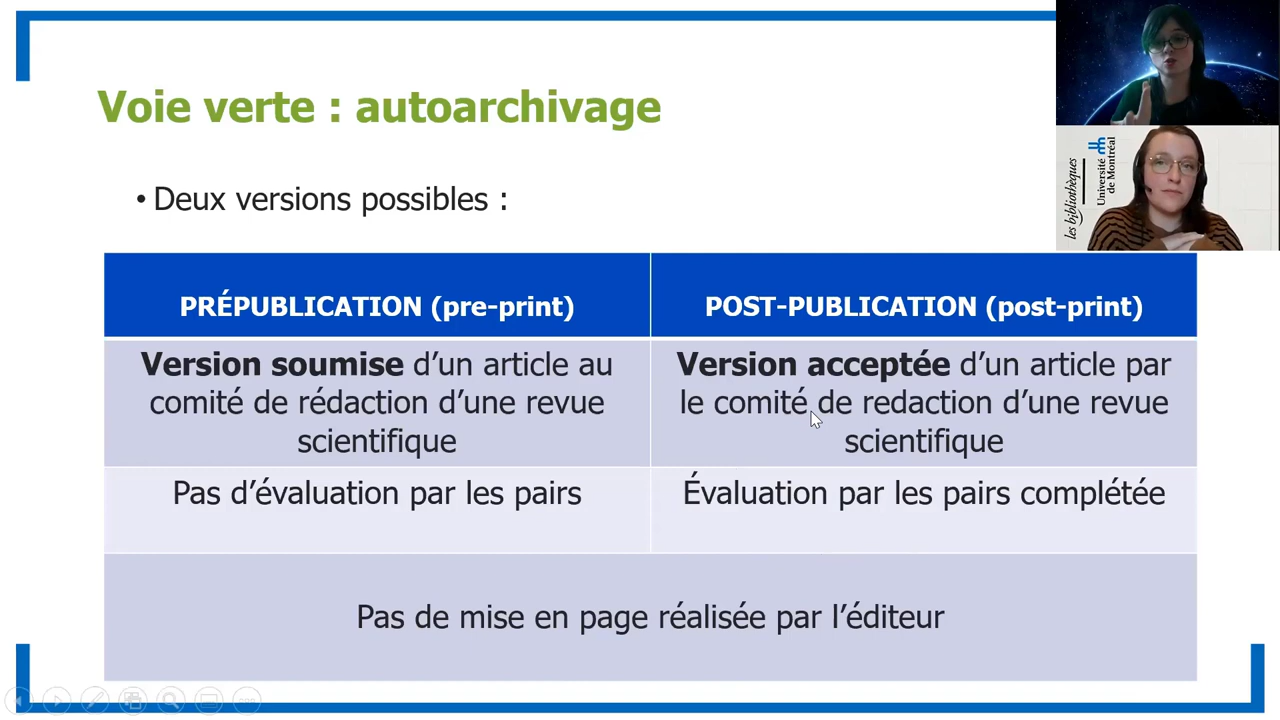 Voie verte : autoarchivage
• Deux versions possibles :
PRÉPUBLICATION (pre-print)
POST-PUBLICATION (post-print)
Version soumise d’un article au
comité de rédaction d’une revue
scientifique
Version acceptée d’un article par
le comité de redaction d’une revue
scientifique
Pas d’évaluation par les pairs
Évaluation par les pairs complétée
Pas de mise en page réalisée par l’éditeur
les bibliothèques
Université
de Montréal